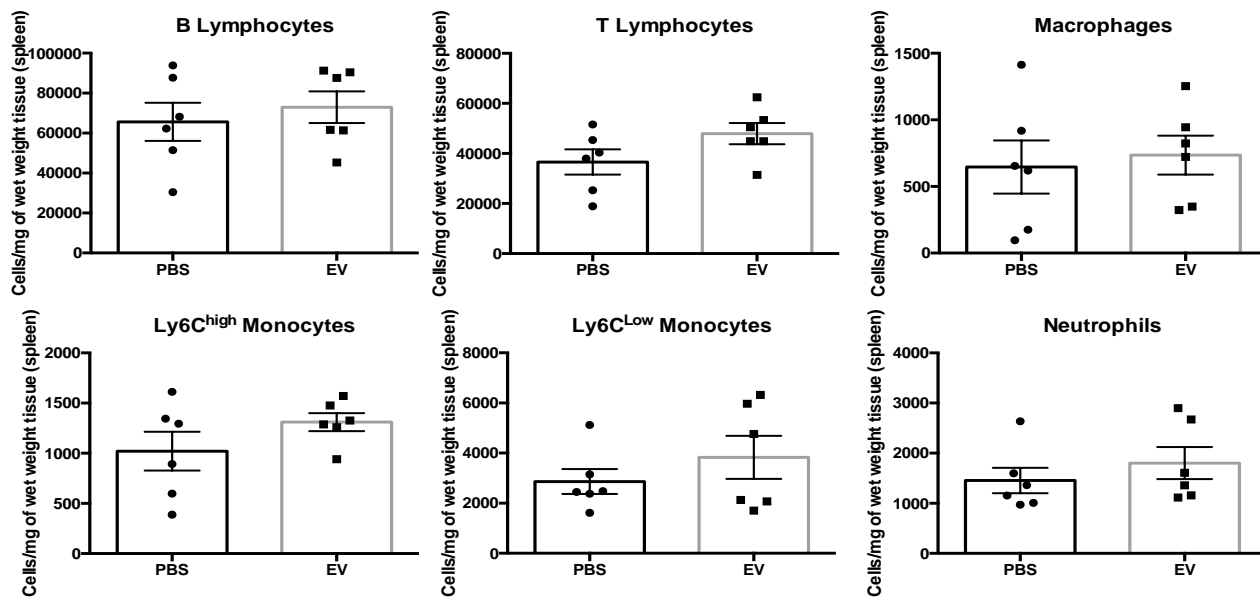 B Lymphocytes
Cells/mg of wet weight tissue (spleen)
100000
80000
60000
40000
20000
0
PBS
EV
T Lymphocytes
Cells/mg of wet weight tissue (spleen)
80000
60000
40000
20000
0
PBS
EV
Macrophages
Cells/mg of wet weight tissue (spleen)
1500
1000
500
0
PBS
EV
Ly6Chigh Monocytes
Cells/mg of wet weight tissue (spleen)
2000
1500
1000
500
0
PBS
EV
Ly6CLow Monocytes
Cells/mg of wet weight tissue (spleen)
8000
6000
4000
2000
0
PBS
EV
Neutrophils
Cells/mg of wet weight tissue (spleen)
4000
3000
2000
1000
0
PBS
EV